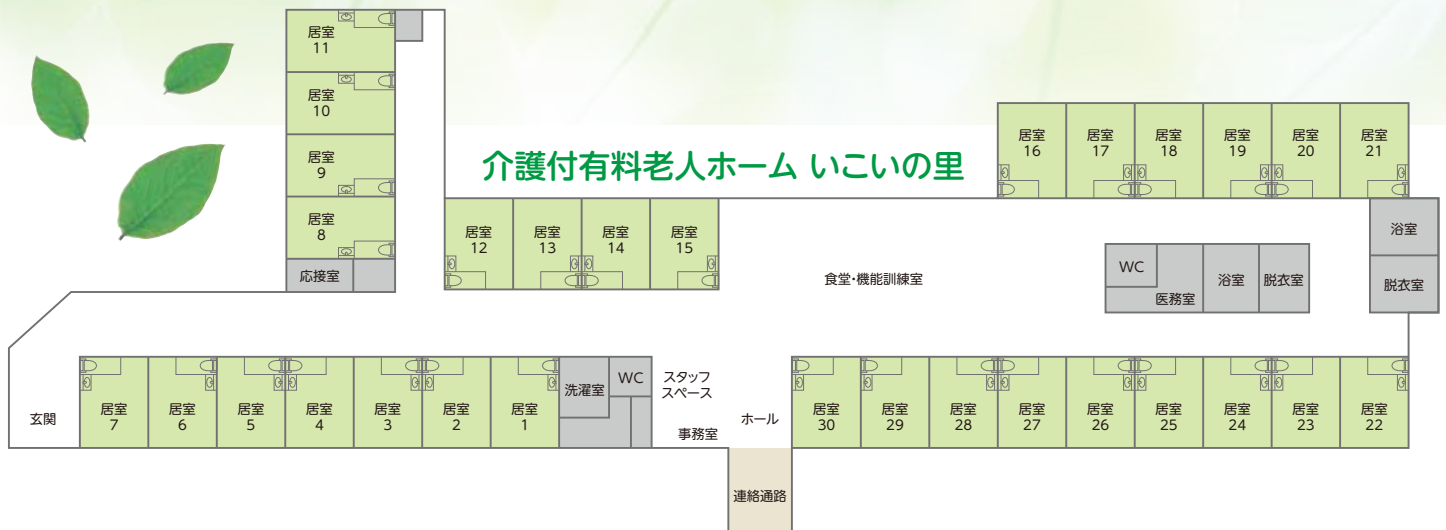 居室
11
居室
10
居室
9
居室
8
応接室
介護付有料老人ホーム いこいの里
居室
12
居室
13
居室
14
居室
15
居室
16
居室
17
居室
18
居室
19
居室
20
居室
21
浴室
脱衣室
食堂・機能訓練室
WC
医務室
浴室
脱衣室
玄関
居室
7
居室
6
居室
5
居室
4
居室
3
居室
2
居室
1
洗濯室
WC
スタッフ
スペース
事務室
ホール
居室
30
居室
29
居室
28
居室
27
居室
26
居室
25
居室
24
居室
23
居室
22
連絡通路